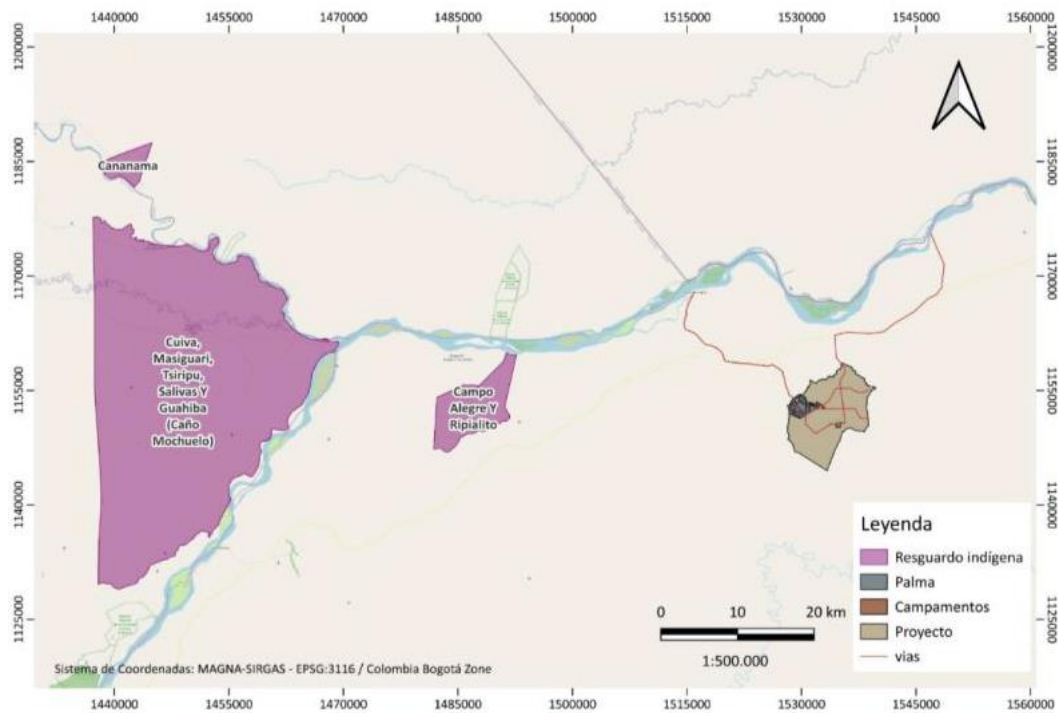 1440000 1455000 1470000 1485000 1500000 1515000 1530000 1545000 1560000
1200000 1200000
1185000 1185000
1170000 1170000
1155000 1155000
1140000 1140000
1125000 1125000
Cananama
Cuiva,
Masiguari,
Tsiripu,
Salivas Y
Guahiba
(Caño
Mochuelo)
Campo
Alegre Y
Ripialito
Leyenda
Resguardo indígena
Palma
Campamentos
Proyecto
vias
0 10 20 km
1:500.000
Sistema de Coordenadas: MAGNA-SIRGAS - EPSG:3116 / Colombia Bogotá Zone
1440000 1455000 1470000 1485000 1500000 1515000 1530000 1545000 1560000